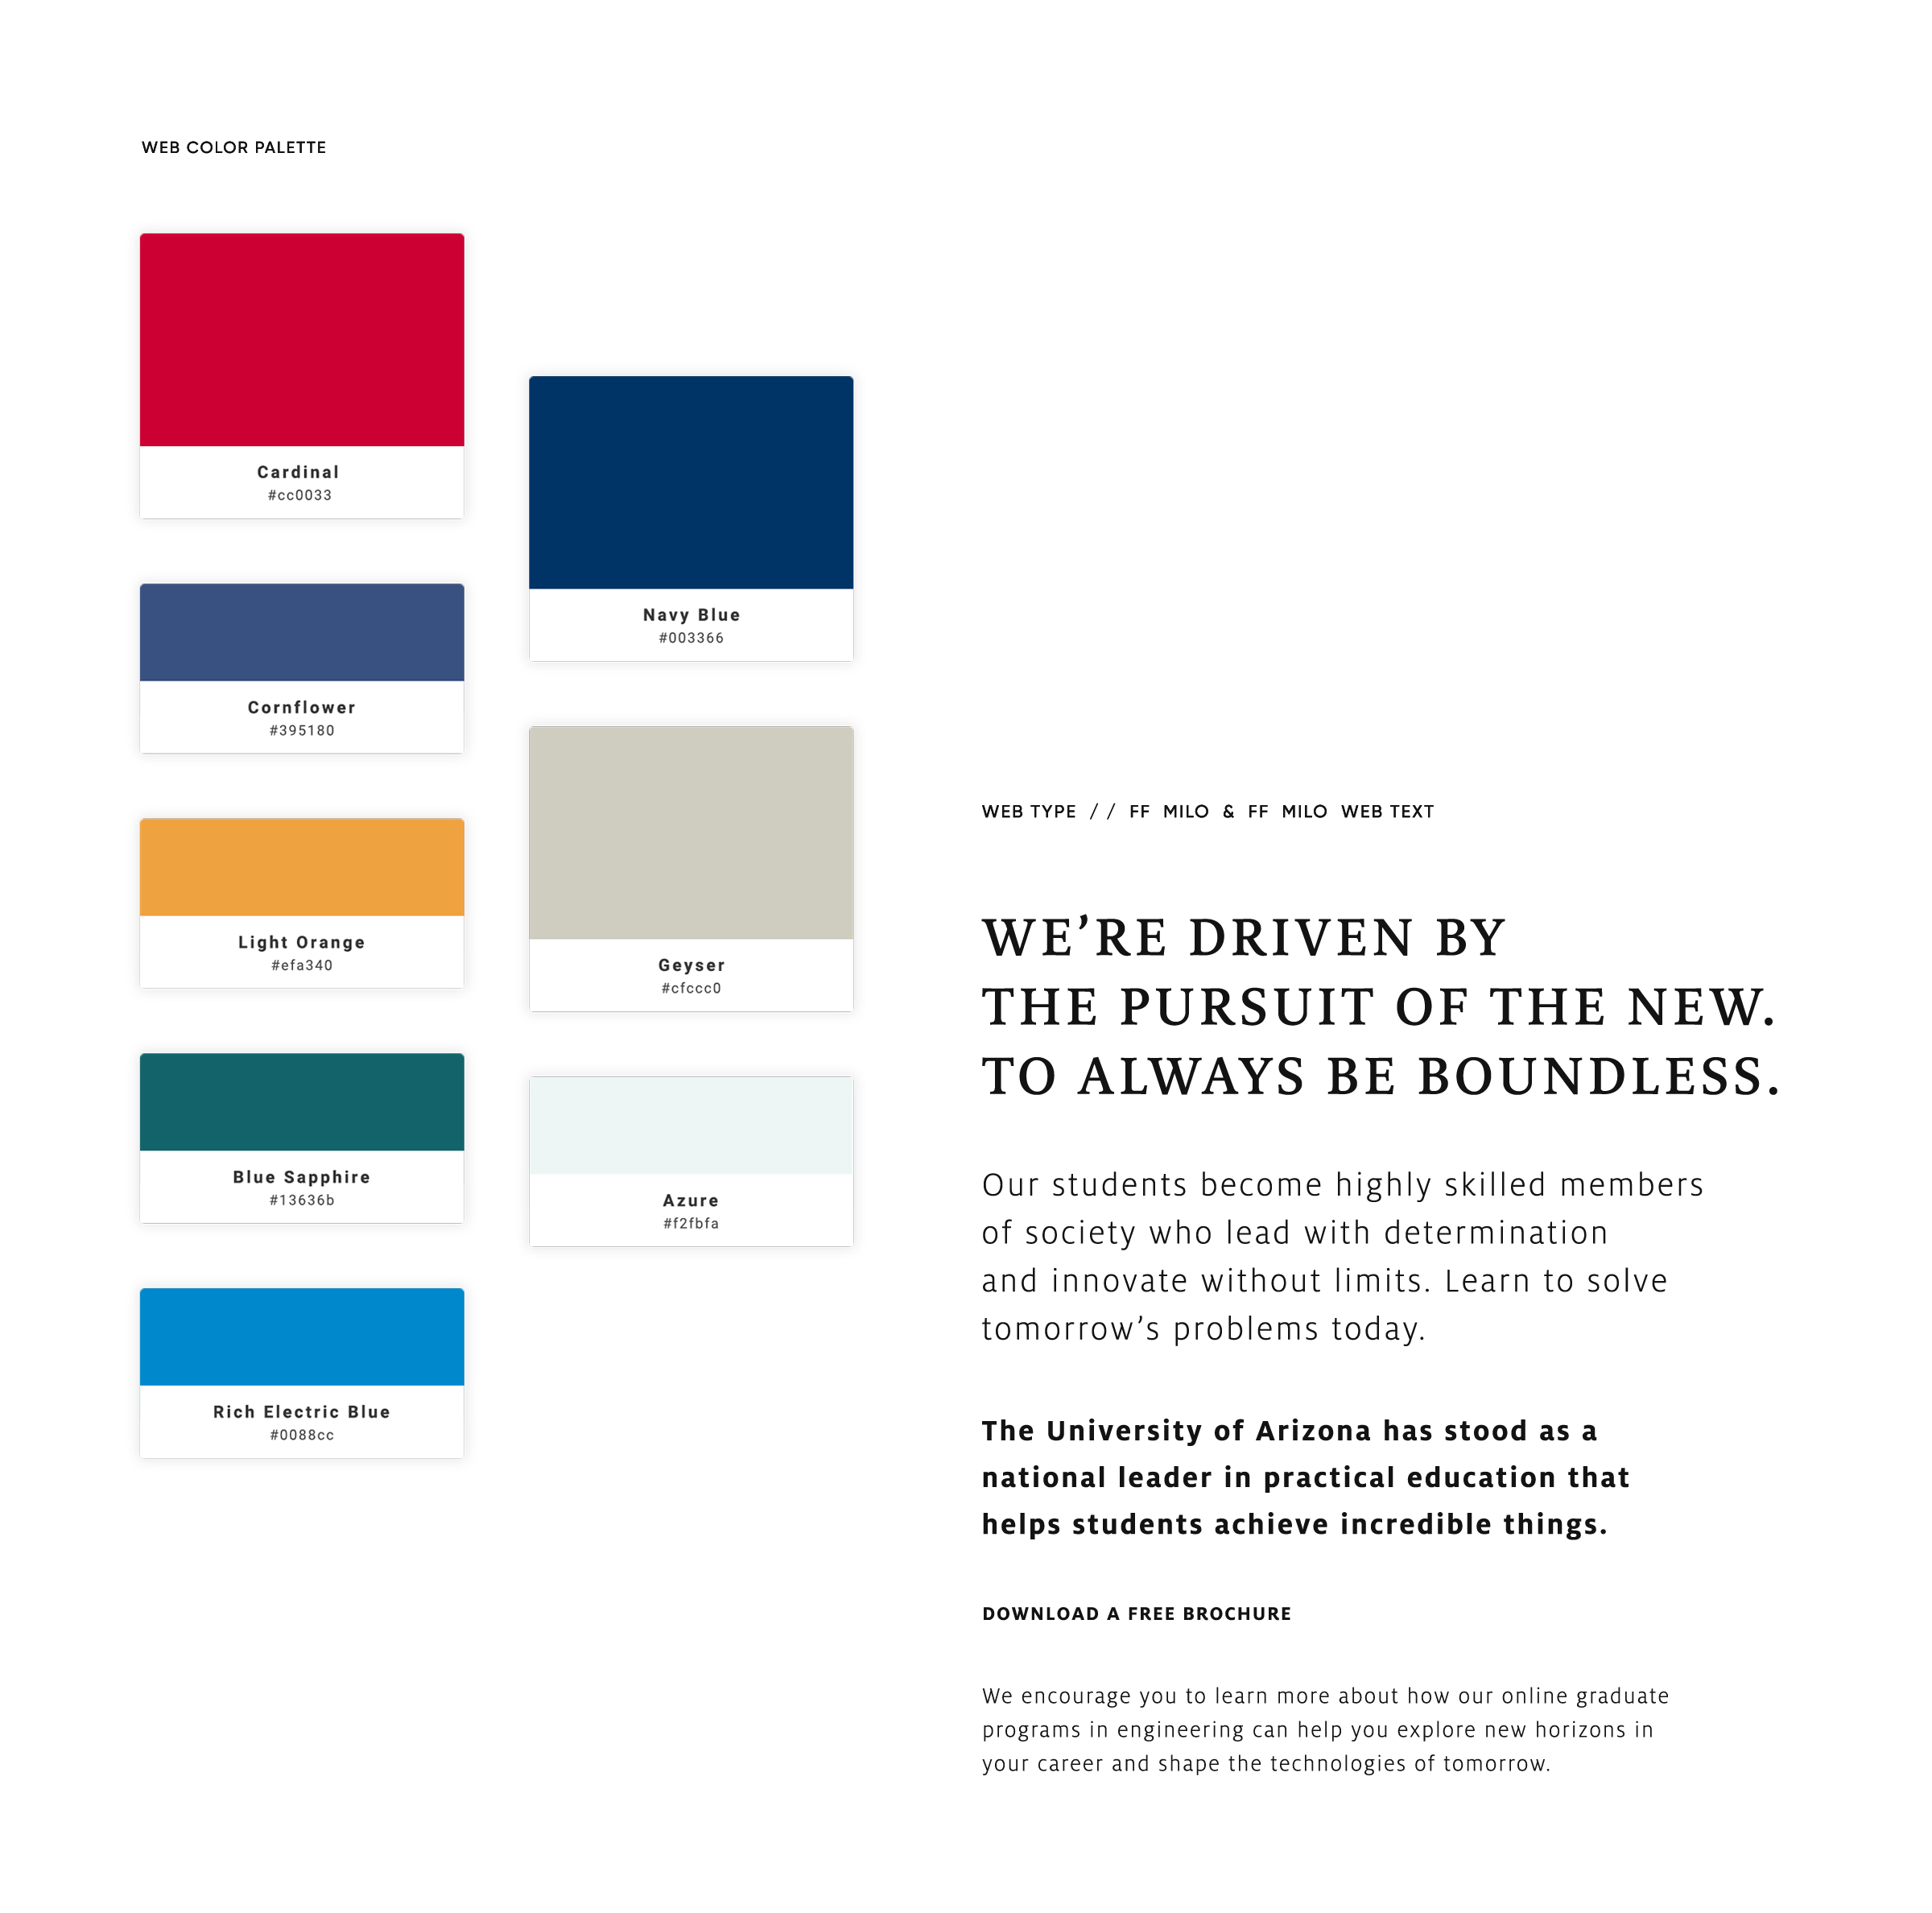 WEB COLOR PALETTE
Cardinal
#cc0033
Cornflower
#395180
Light Orange
#efa340
Blue Sapphire
#13636b
Rich Electric Blue
#0088cc
Navy Blue
#003366
Geyser
#cfccc0
Azure
#f2fbfa
WEB TYPE // FF MILO & FF MILO WEB TEXT
WE’RE DRIVEN BY
THE PURSUIT OF THE NEW.
TO ALWAYS BE BOUNDLESS.
Our students become highly skilled members
of society who lead with determination
and innovate without limits. Learn to solve
tomorrow’s problems today.
The University of Arizona has stood as a
national leader in practical education that
helps students achieve incredible things.
DOWNLOAD A FREE BROCHURE
We encourage you to learn more about how our online graduate
programs in engineering can help you explore new horizons in
your career and shape the technologies of tomorrow.